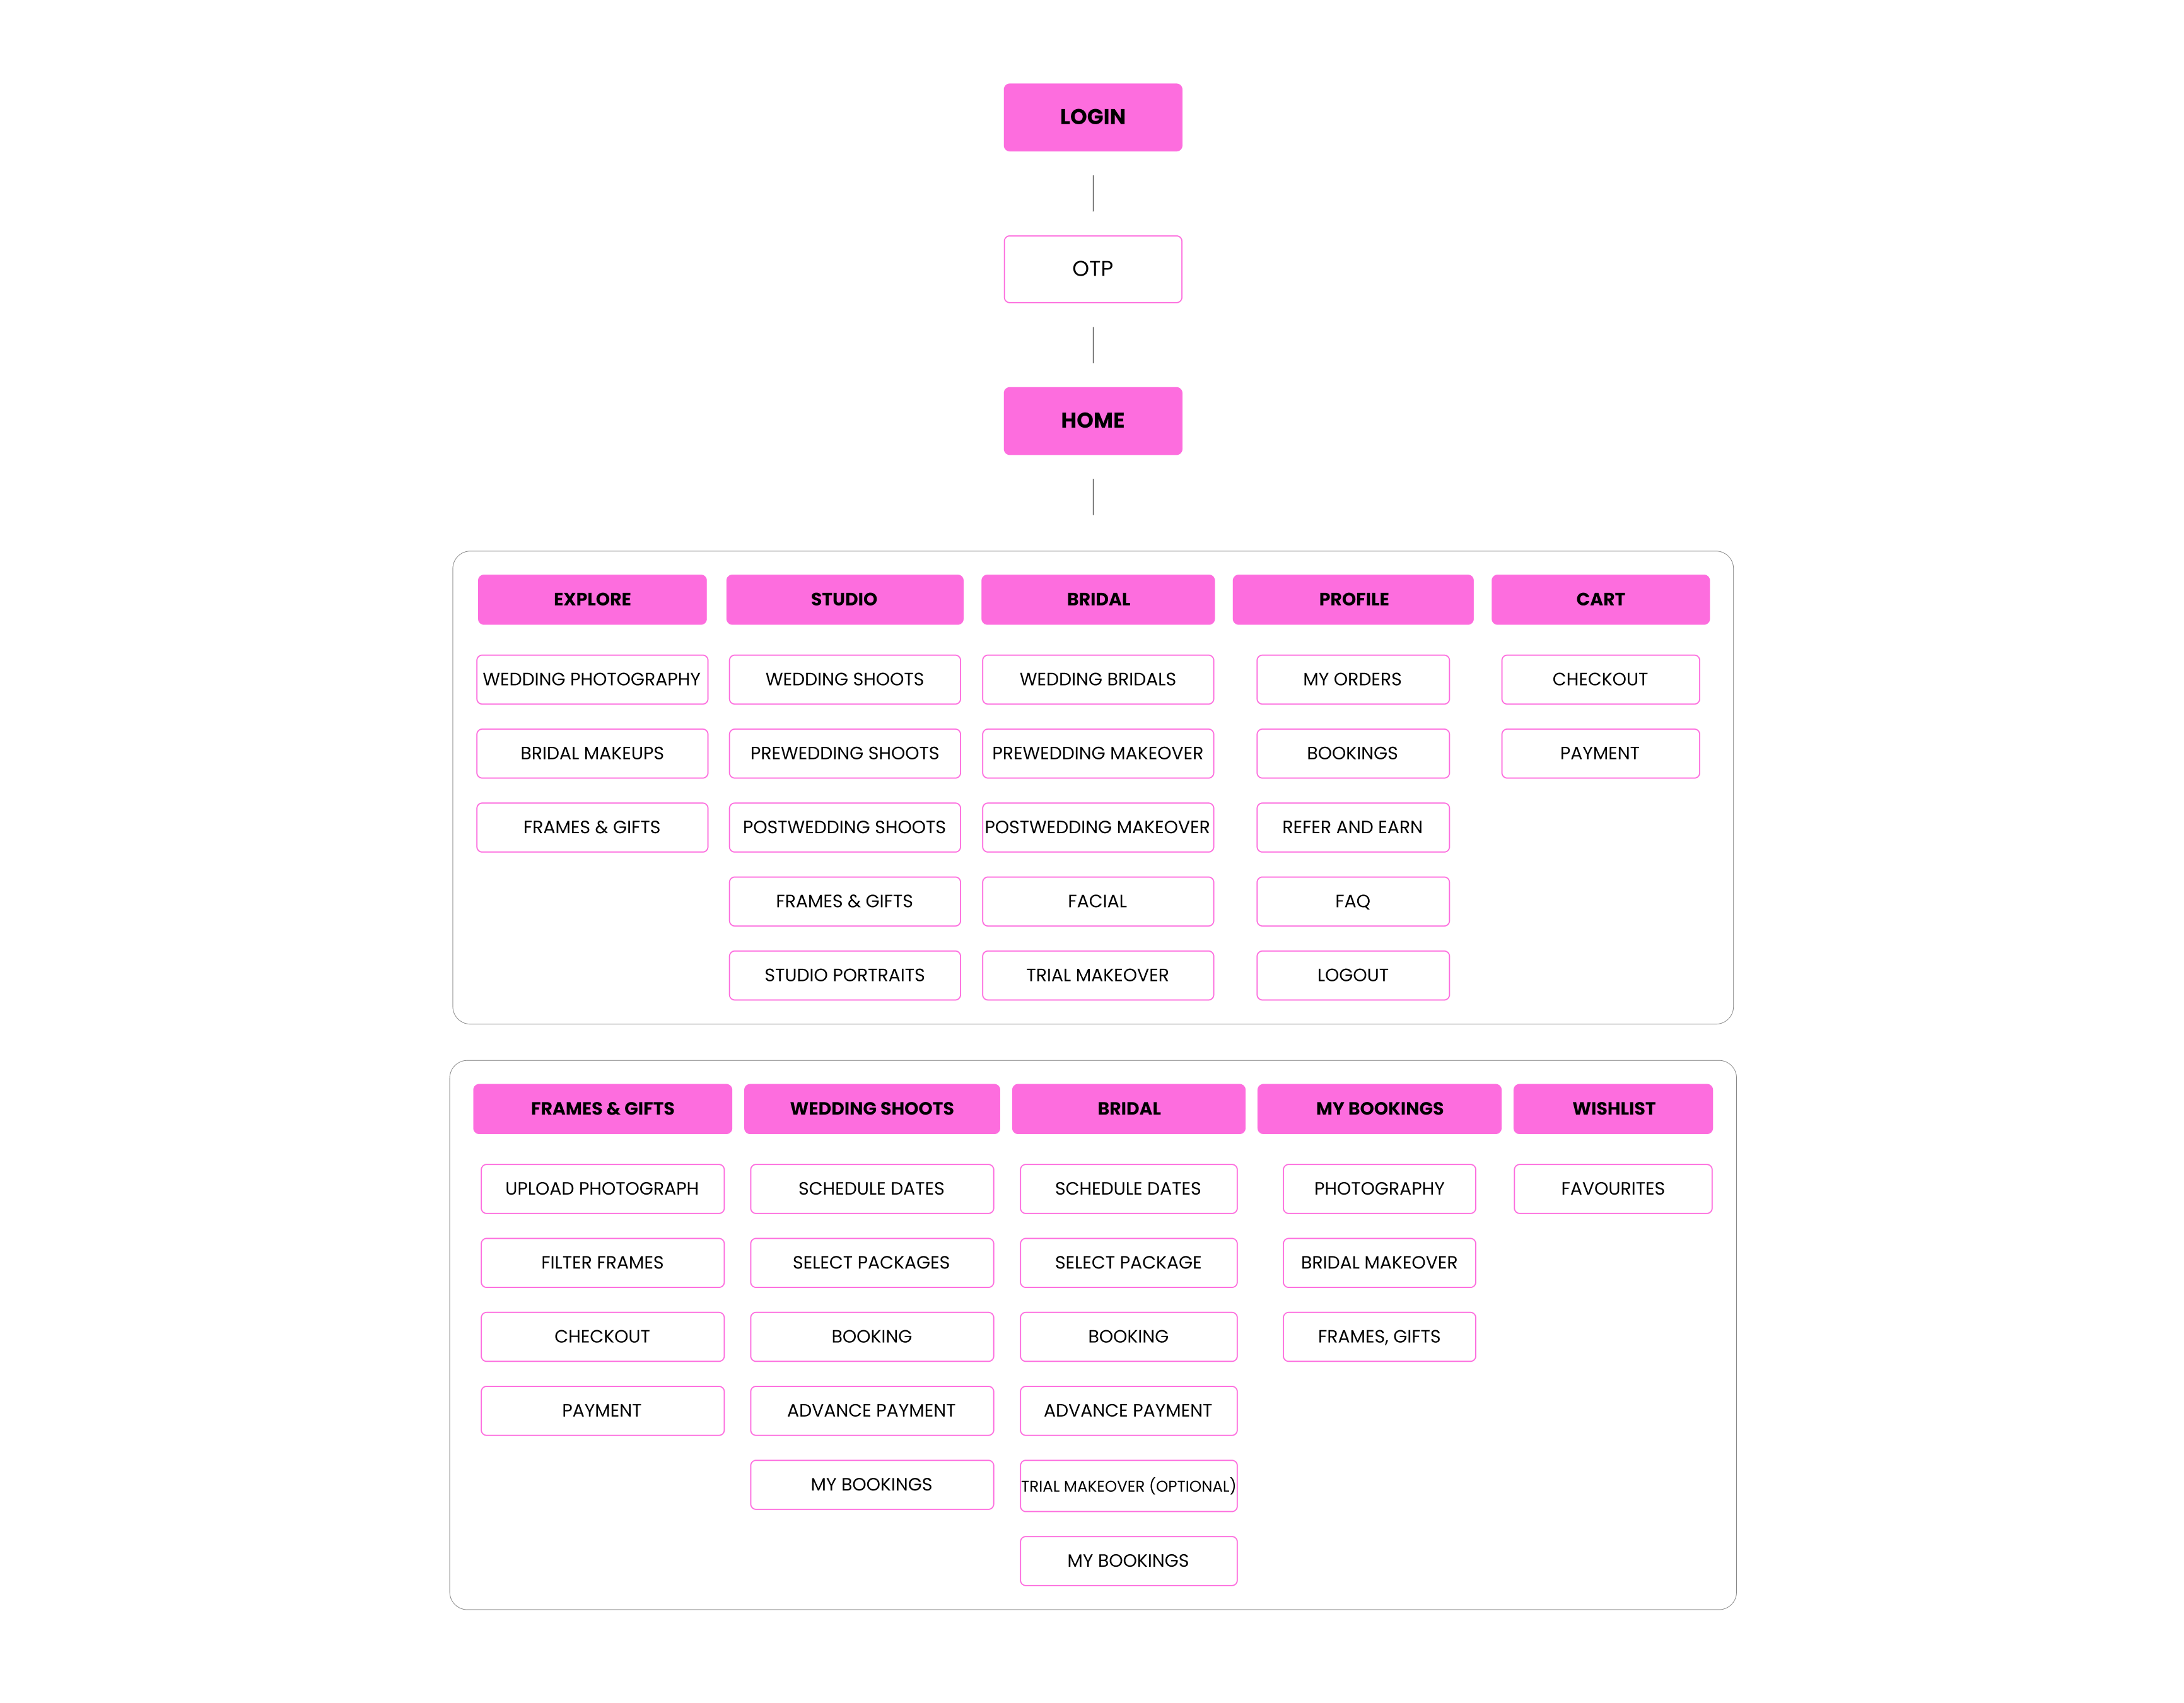 LOGIN
OTP
HOME
EXPLORE
WEDDING PHOTOGRAPHY
BRIDAL MAKEUPS
FRAMES & GIFTS
STUDIO
WEDDING SHOOTS
PREWEDDING SHOOTS
POSTWEDDING SHOOTS
FRAMES & GIFTS
STUDIO PORTRAITS
BRIDAL
WEDDING BRIDALS
PREWEDDING MAKEOVER
POSTWEDDING MAKEOVER
FACIAL
TRIAL MAKEOVER
PROFILE
MY ORDERS
BOOKINGS
REFER AND EARN
FAQ
LOGOUT
CART
CHECKOUT
PAYMENT
FRAMES & GIFTS
UPLOAD PHOTOGRAPH
FILTER FRAMES
CHECKOUT
PAYMENT
WEDDING SHOOTS
SCHEDULE DATES
SELECT PACKAGES
BOOKING
ADVANCE PAYMENT
MY BOOKINGS
BRIDAL
SCHEDULE DATES
SELECT PACKAGE
BOOKING
ADVANCE PAYMENT
TRIAL MAKEOVER (OPTIONAL)
MY BOOKINGS
MY BOOKINGS
PHOTOGRAPHY
BRIDAL MAKEOVER
FRAMES, GIFTS
WISHLIST
FAVOURITES